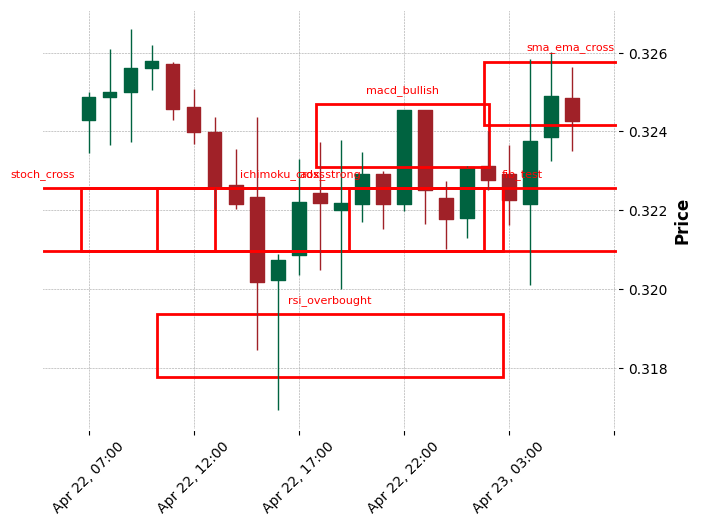 sma_ema_cross
0.326
macd_bullish
0.324
stoch_cross
ichimoku_cross
adx_strong
fib_test
0.322
Price
0.320
rsi_overbought
0.318
Apr 22, 07:00
Apr 22, 12:00
Apr 22, 17:00
Apr 22, 22:00
Apr 23, 03:00